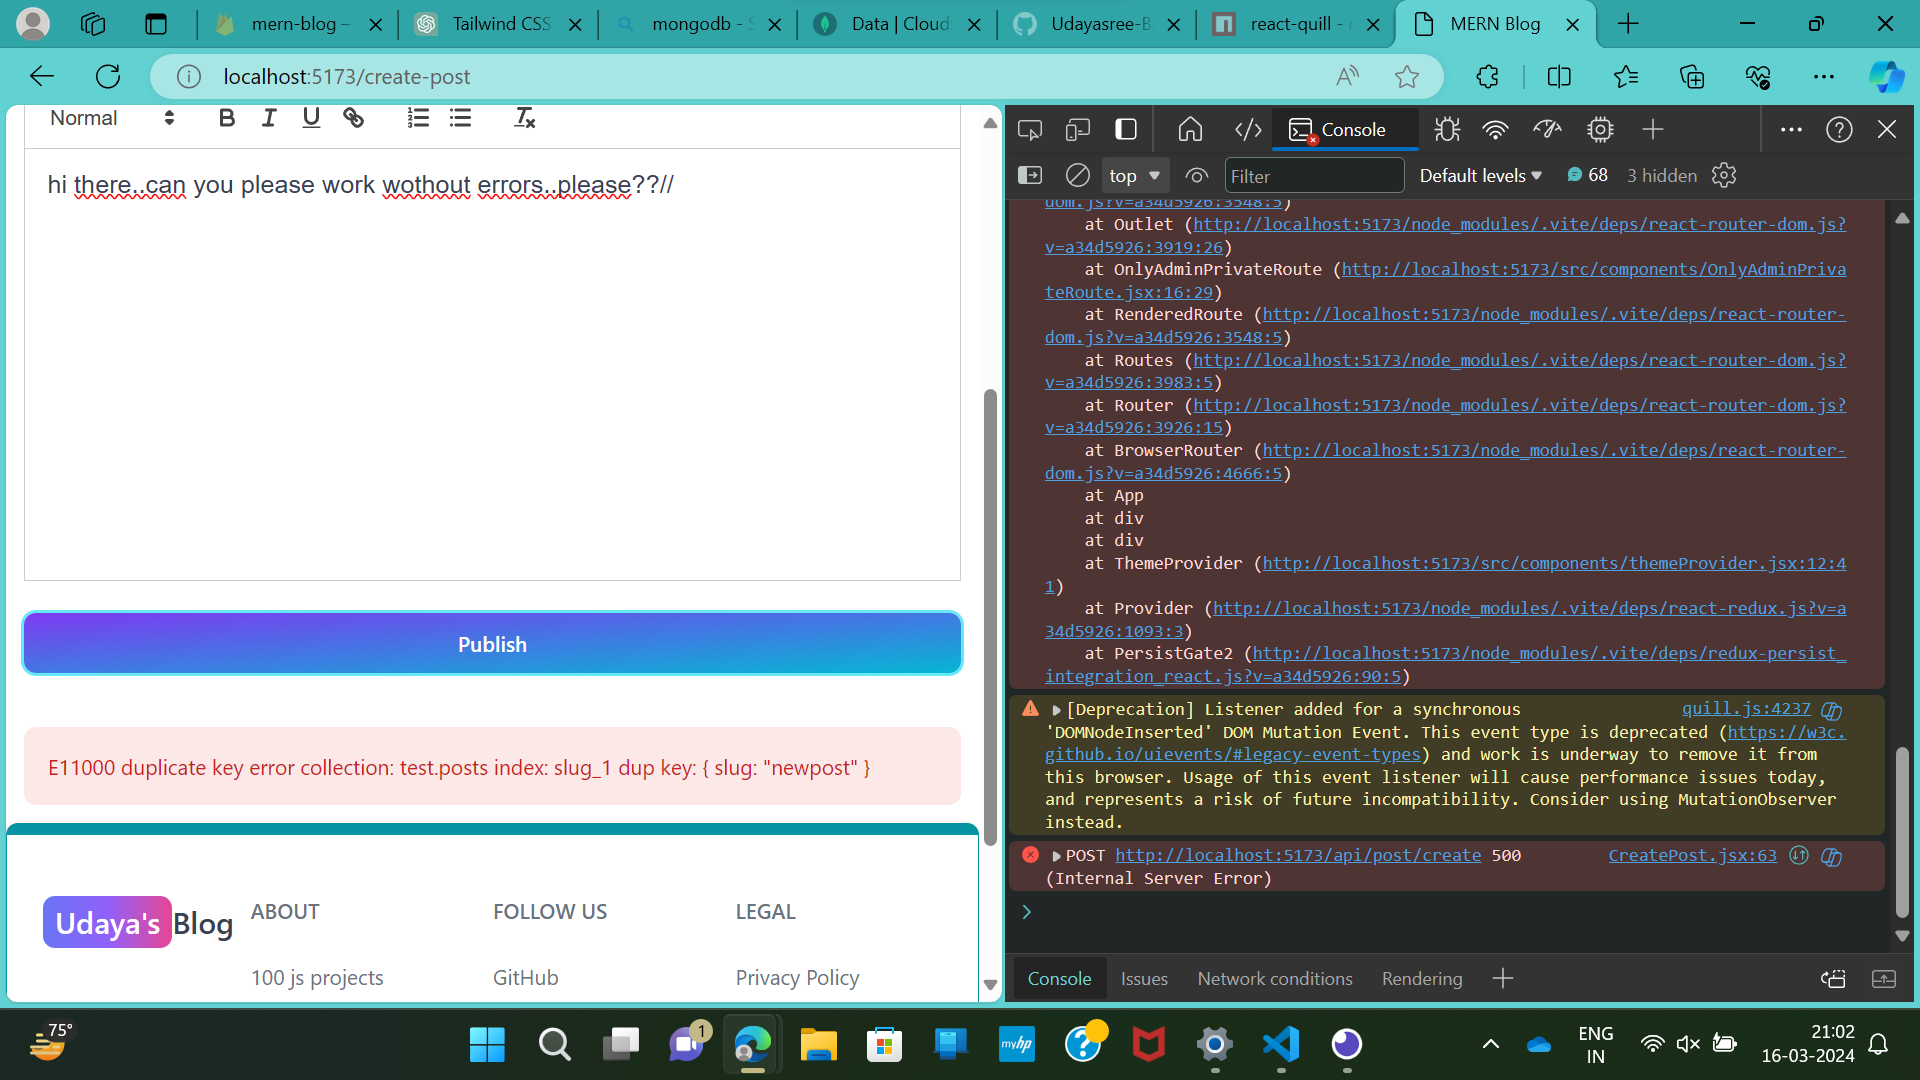 mern-blog –
Tailwind CSS
mongodb - S
Data | Cloud
Udayasree-B
react-quill - n
MERN Blog
localhost:5173/create-post
Normal
B I U
hi there..can you please work wothout errors..please??//
Publish
E11000 duplicate key error collection: test.posts index: slug_1 dup key: { slug: "newpost" }
Udaya's Blog
ABOUT
FOLLOW US
LEGAL
100 js projects
GitHub
Privacy Policy
Console
top
Filter
Default levels
68
3 hidden
dom.js?v=a34d5926:3548:5)
at Outlet (http://localhost:5173/node_modules/.vite/deps/react-router-dom.js?
v=a34d5926:3919:26)
at OnlyAdminPrivateRoute (http://localhost:5173/src/components/OnlyAdminPriva
teRoute.jsx:16:29)
at RenderedRoute (http://localhost:5173/node_modules/.vite/deps/react-router-
dom.js?v=a34d5926:3548:5)
at Routes (http://localhost:5173/node_modules/.vite/deps/react-router-dom.js?
v=a34d5926:3983:5)
at Router (http://localhost:5173/node_modules/.vite/deps/react-router-dom.js?
v=a34d5926:3926:15)
at BrowserRouter (http://localhost:5173/node_modules/.vite/deps/react-router-
dom.js?v=a34d5926:4666:5)
at App
at div
at div
at ThemeProvider (http://localhost:5173/src/components/themeProvider.jsx:12:4
1)
at Provider (http://localhost:5173/node_modules/.vite/deps/react-redux.js?v=a
34d5926:1093:3)
at PersistGate2 (http://localhost:5173/node_modules/.vite/deps/redux-persist_
integration_react.js?v=a34d5926:90:5)
[Deprecation] Listener added for a synchronous
quill.js:4237
'DOMNodeInserted' DOM Mutation Event. This event type is deprecated (https://w3c.
github.io/uievents/#legacy-event-types) and work is underway to remove it from
this browser. Usage of this event listener will cause performance issues today,
and represents a risk of future incompatibility. Consider using MutationObserver
instead.
POST http://localhost:5173/api/post/create 500
CreatePost.jsx:63
(Internal Server Error)
Console
Issues
Network conditions
Rendering
75°
1
myhp
ENG
IN
21:02
16-03-2024